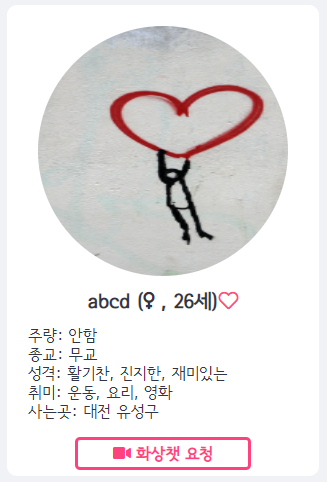 abcd (♀ , 26세)♡
주량: 안함
종교: 무교
성격: 활기찬, 진지한, 재미있는
취미: 운동, 요리, 영화
사는곳: 대전 유성구
화상챗 요청